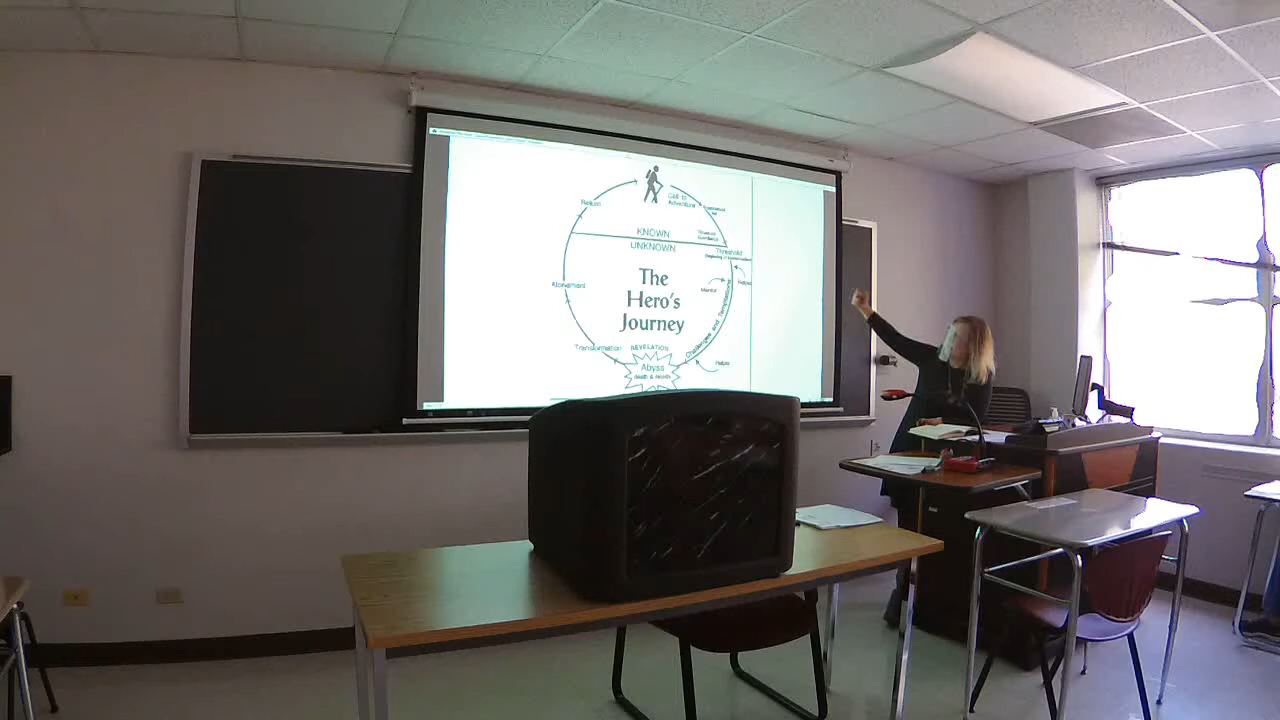 Call to
Adventure
Return
KNOWN
UNKNOWN
Threshold
The
Hero's
Journey
Mentor
Helper
Atonement
Challenges and Temptations
Transformation
REVELATION
Abyss
death & rebirth
Helper